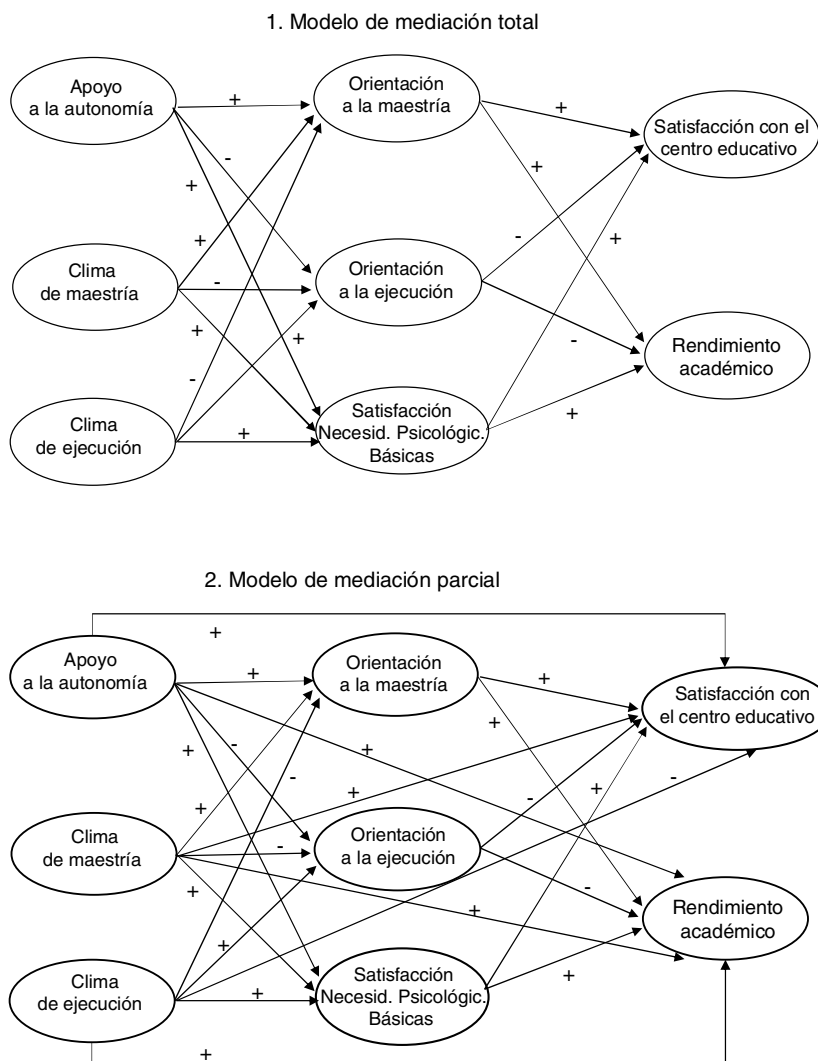 1. Modelo de mediación total
Apoyo
a la autonomía
Orientación
a la maestría
Satisfacción con el
centro educativo
Clima
de maestría
Orientación
a la ejecución
Rendimiento
académico
Clima
de ejecución
Satisfacción
Necesid. Psicológic.
Básicas
+
-
+
+
-
+
+
-
+
+
+
-
+
-
+
2. Modelo de mediación parcial
Apoyo
a la autonomía
Orientación
a la maestría
Satisfacción con
el centro educativo
Clima
de maestría
Orientación
a la ejecución
Rendimiento
académico
Clima
de ejecución
Satisfacción
Necesid. Psicológic.
Básicas
+
+
+
+
-
+
+
-
+
-
+
+
-
-
+
-
+
+
+
+
+